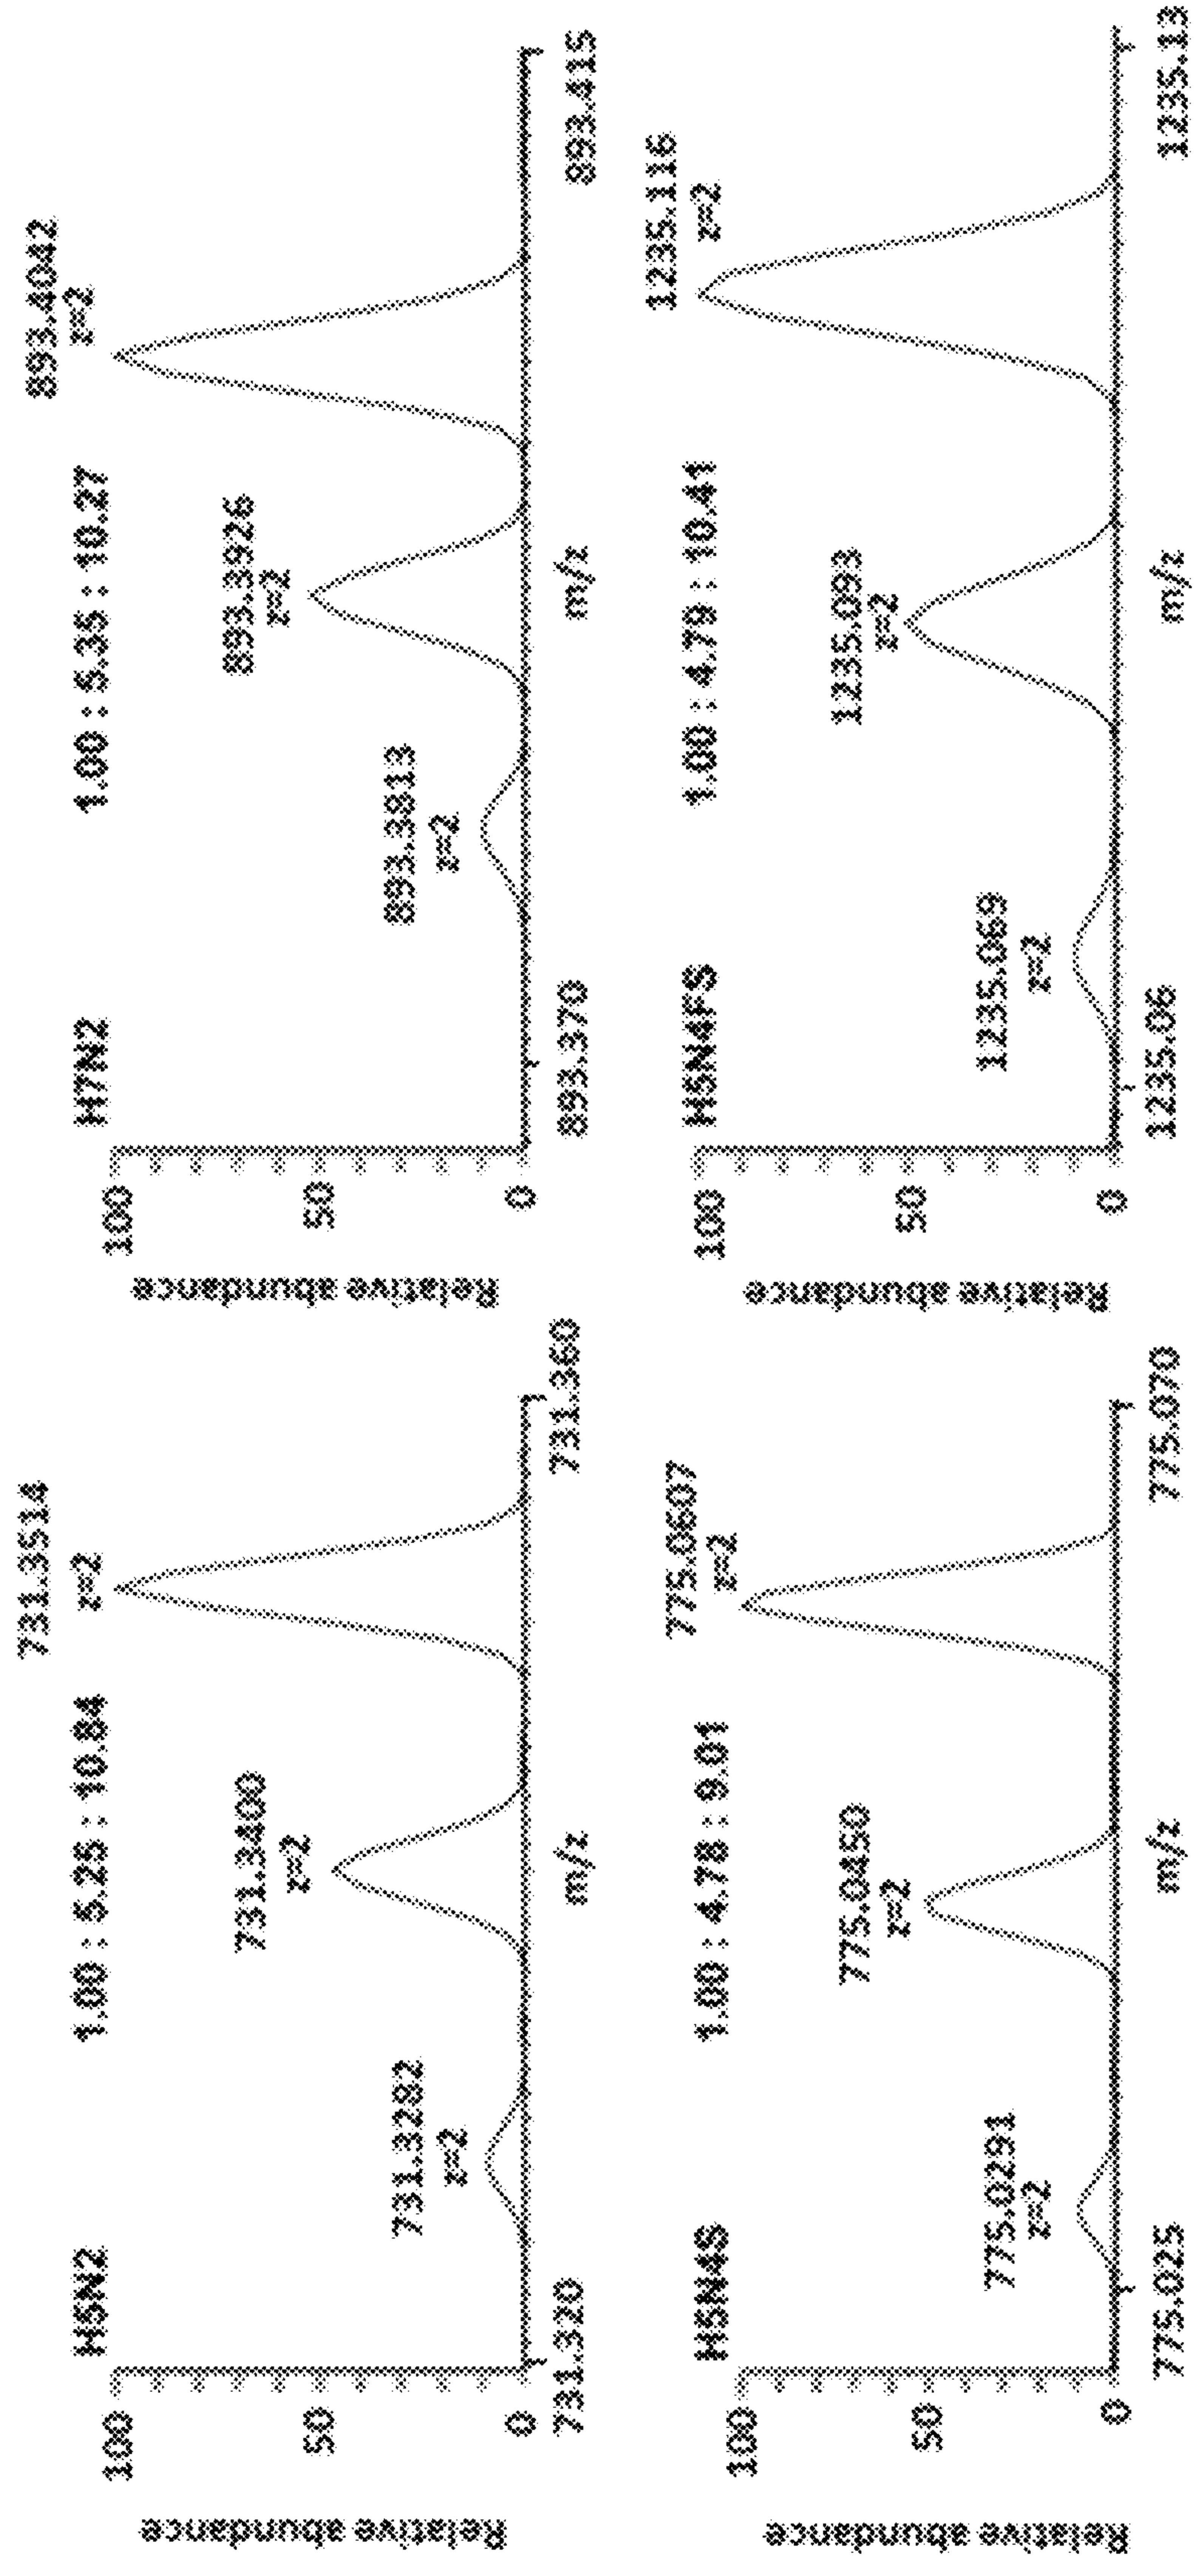 H5N2
1.00 : 5.25 : 10.84
731.3514
z=2
731.3400
z=2
731.3282
z=2
100
50
0
Relative abundance
731.320
m/z
731.360
H7N2
1.00 : 5.35 : 10.27
893.4042
z=2
893.3926
z=2
893.3813
z=2
100
50
0
Relative abundance
893.370
m/z
893.415
H5N4S
1.00 : 4.78 : 9.01
775.0607
z=2
775.0450
z=2
775.0291
z=2
100
50
0
Relative abundance
775.025
m/z
775.070
H5N4FS
1.00 : 4.79 : 10.41
1235.116
z=2
1235.093
z=2
1235.069
z=2
100
50
0
Relative abundance
1235.06
m/z
1235.13